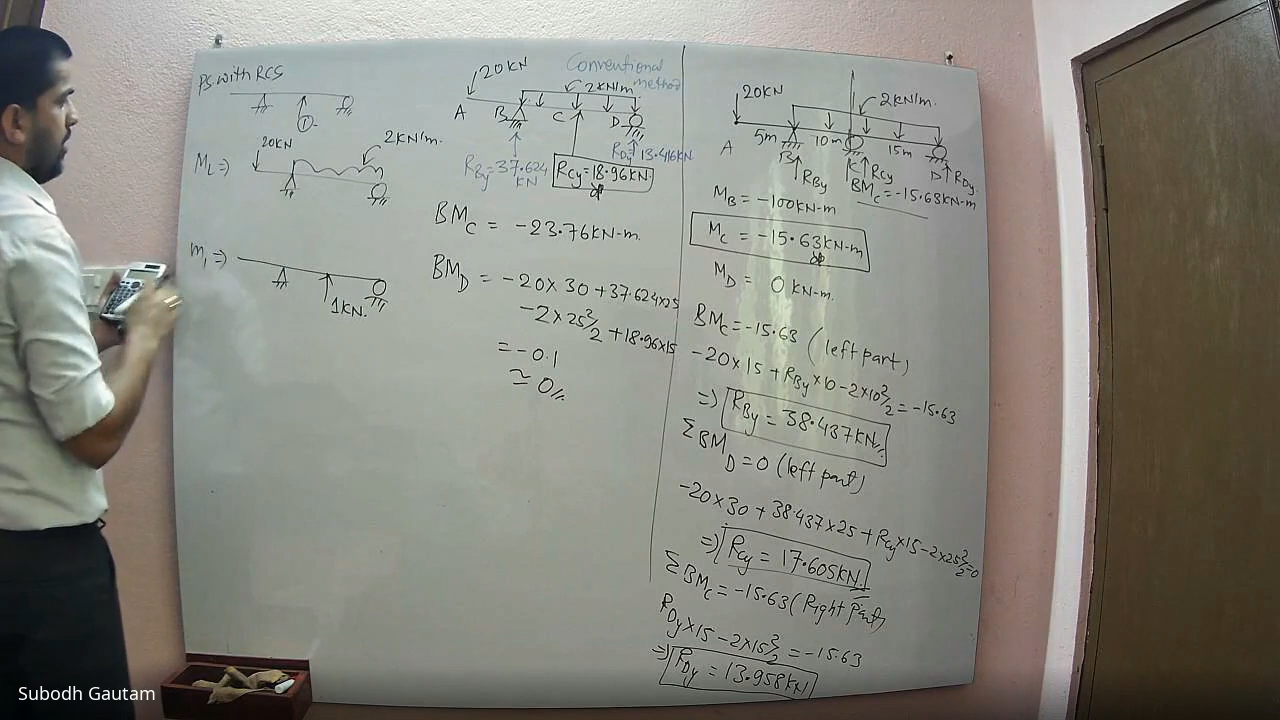 PS with RCS
①
20KN
2KN/m.
ML =>
m1 =>
1KN.
20KN
Conventional method
2KN/m
A
B
C
D
RBy = 37.624 KN
RCy = 18.96KN
RDy 13.416KN
BMC = -23.76KN-m.
BMD = -20×30+37.624×25
-2×25²/2 +18.96×15
= -0.1
≃ 0//
20KN
2KN/m.
5m
10m
15m
A
B
C
D
RBy
RCy
RDy
BMC = -15.63KN-m
MB = -100KN-m
MC = -15.63KN-m
MD = 0 KN-m.
BMC = -15.63 (left part)
-20×15 + RBy×10-2×10²/2 = -15.63
=> RBy = 38.437KN//
ΣBMD=0 (left part)
-20×30 + 38.437×25 + RCy×15-2×25²/2=0
=> RCy = 17.605KN
ΣBMC = -15.63 (Right Part)
RDy×15 - 2×15²/2 = -15.63
=> RDy = 13.958KN
Subodh Gautam